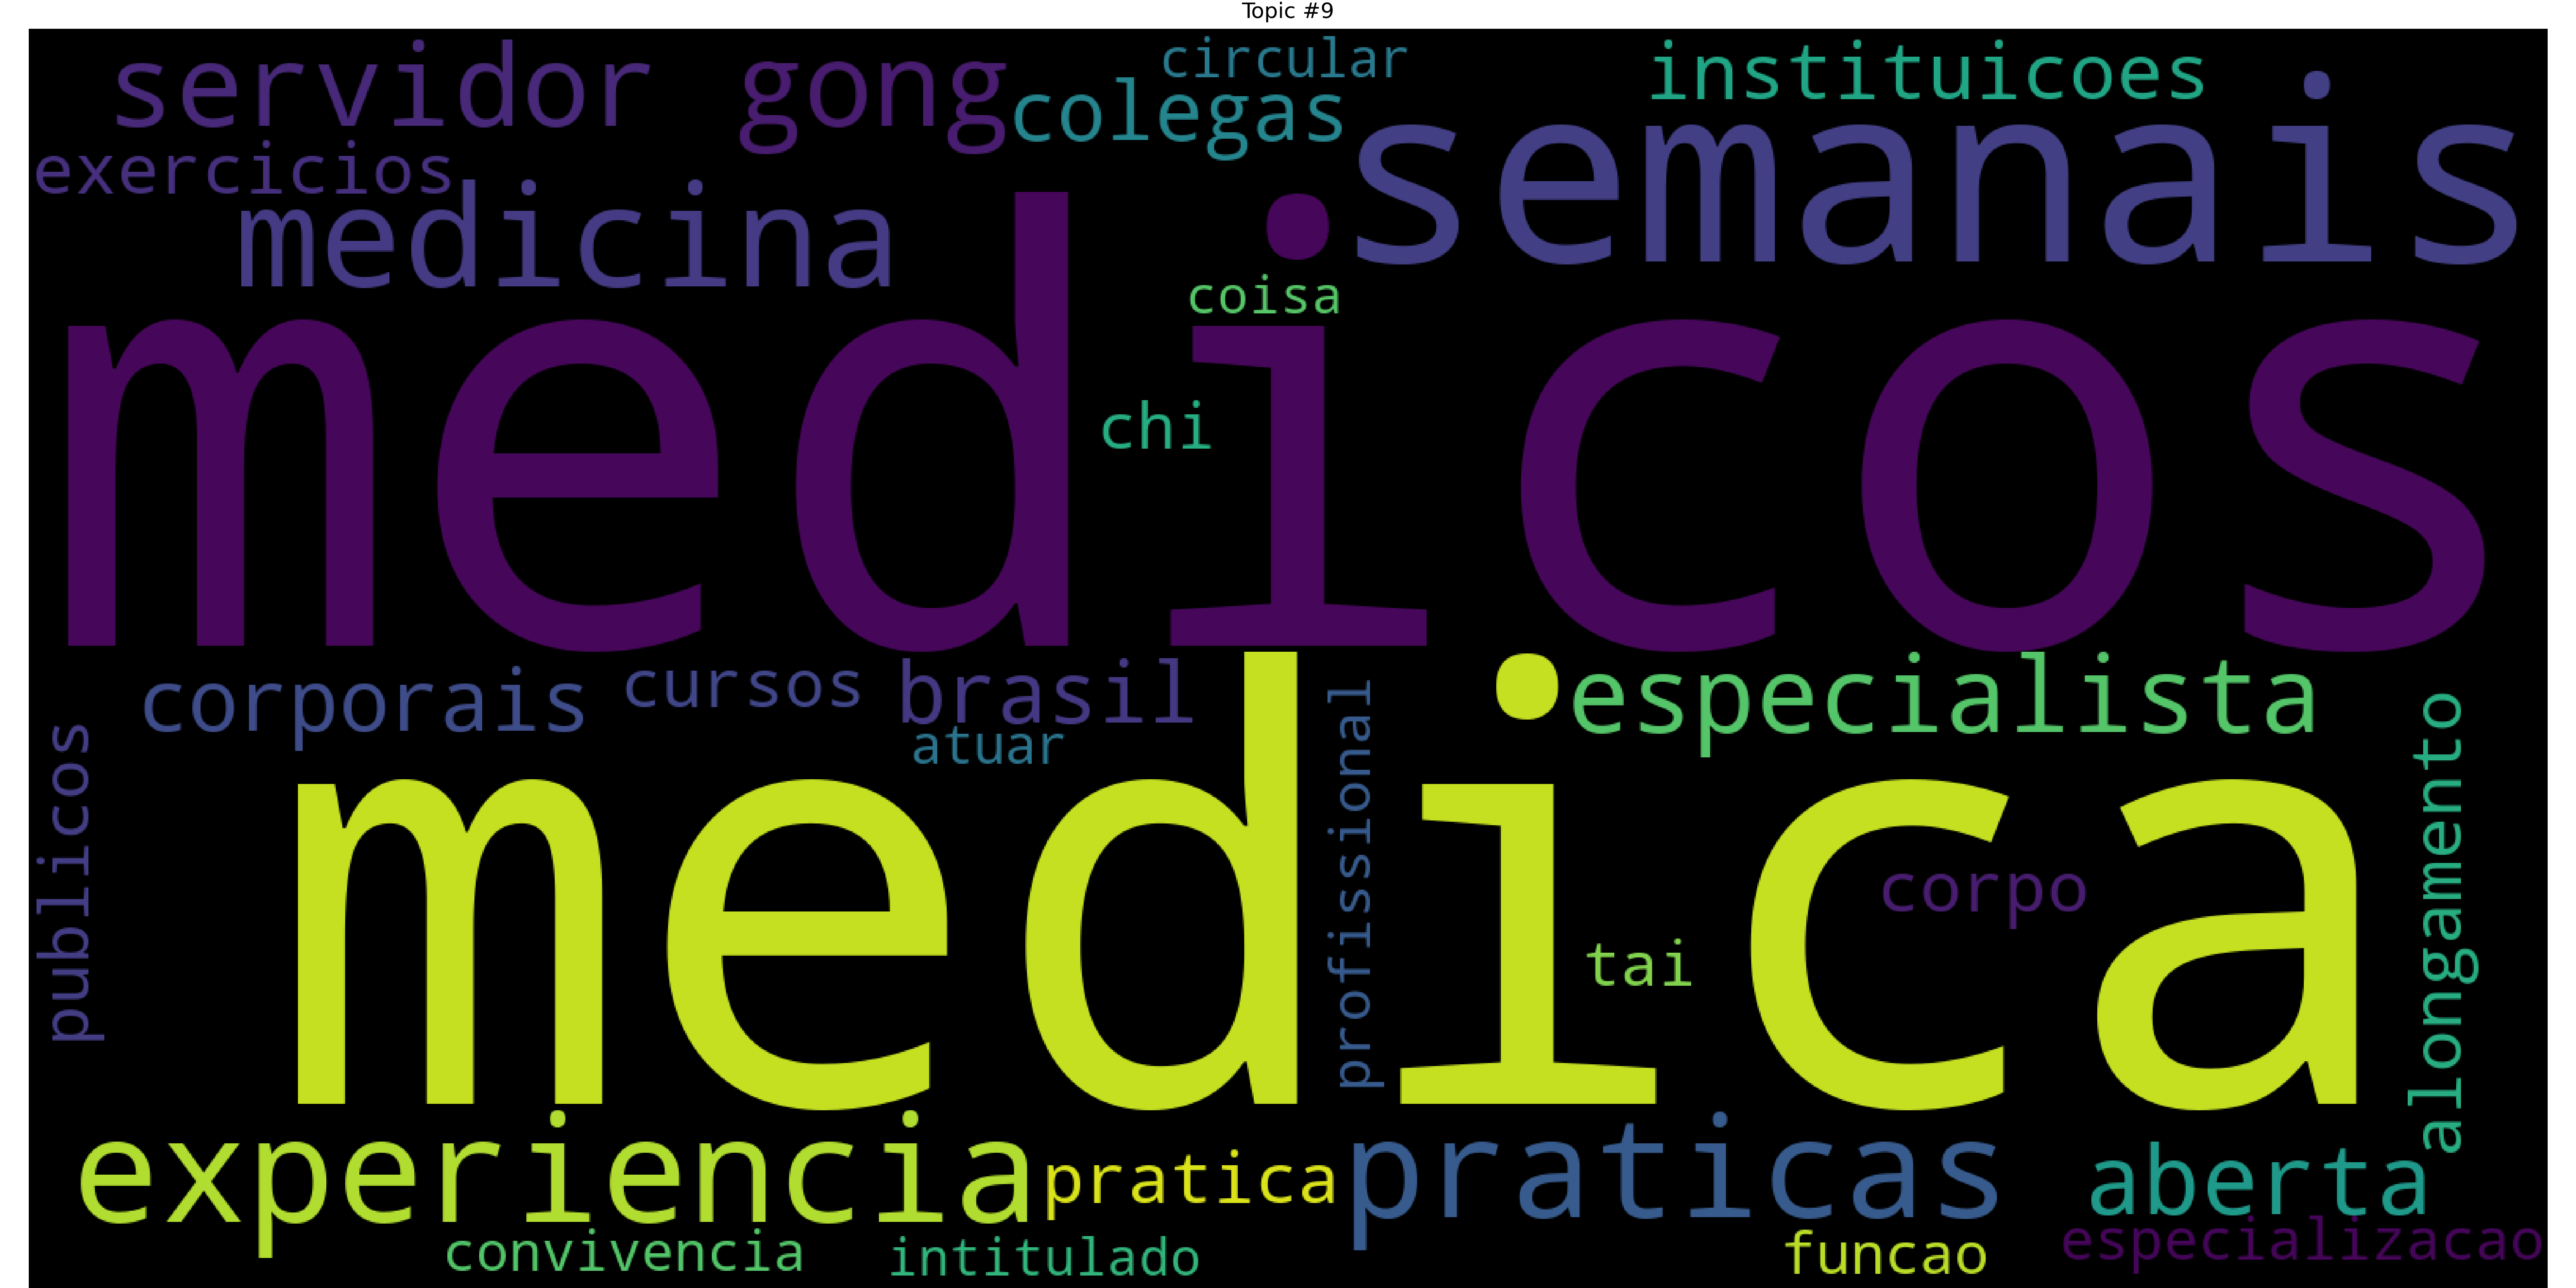 Topic #9
servidor
gong
circular
colegas
instituicoes
semanais
exercicios
medicina
coisa
medicos
chi
corporais
cursos
brasil
atuar
especialista
publicos
profissional
medica
corpo
tai
alongamento
experiencia
pratica
praticas
aberta
convivencia
intitulado
funcao
especializacao